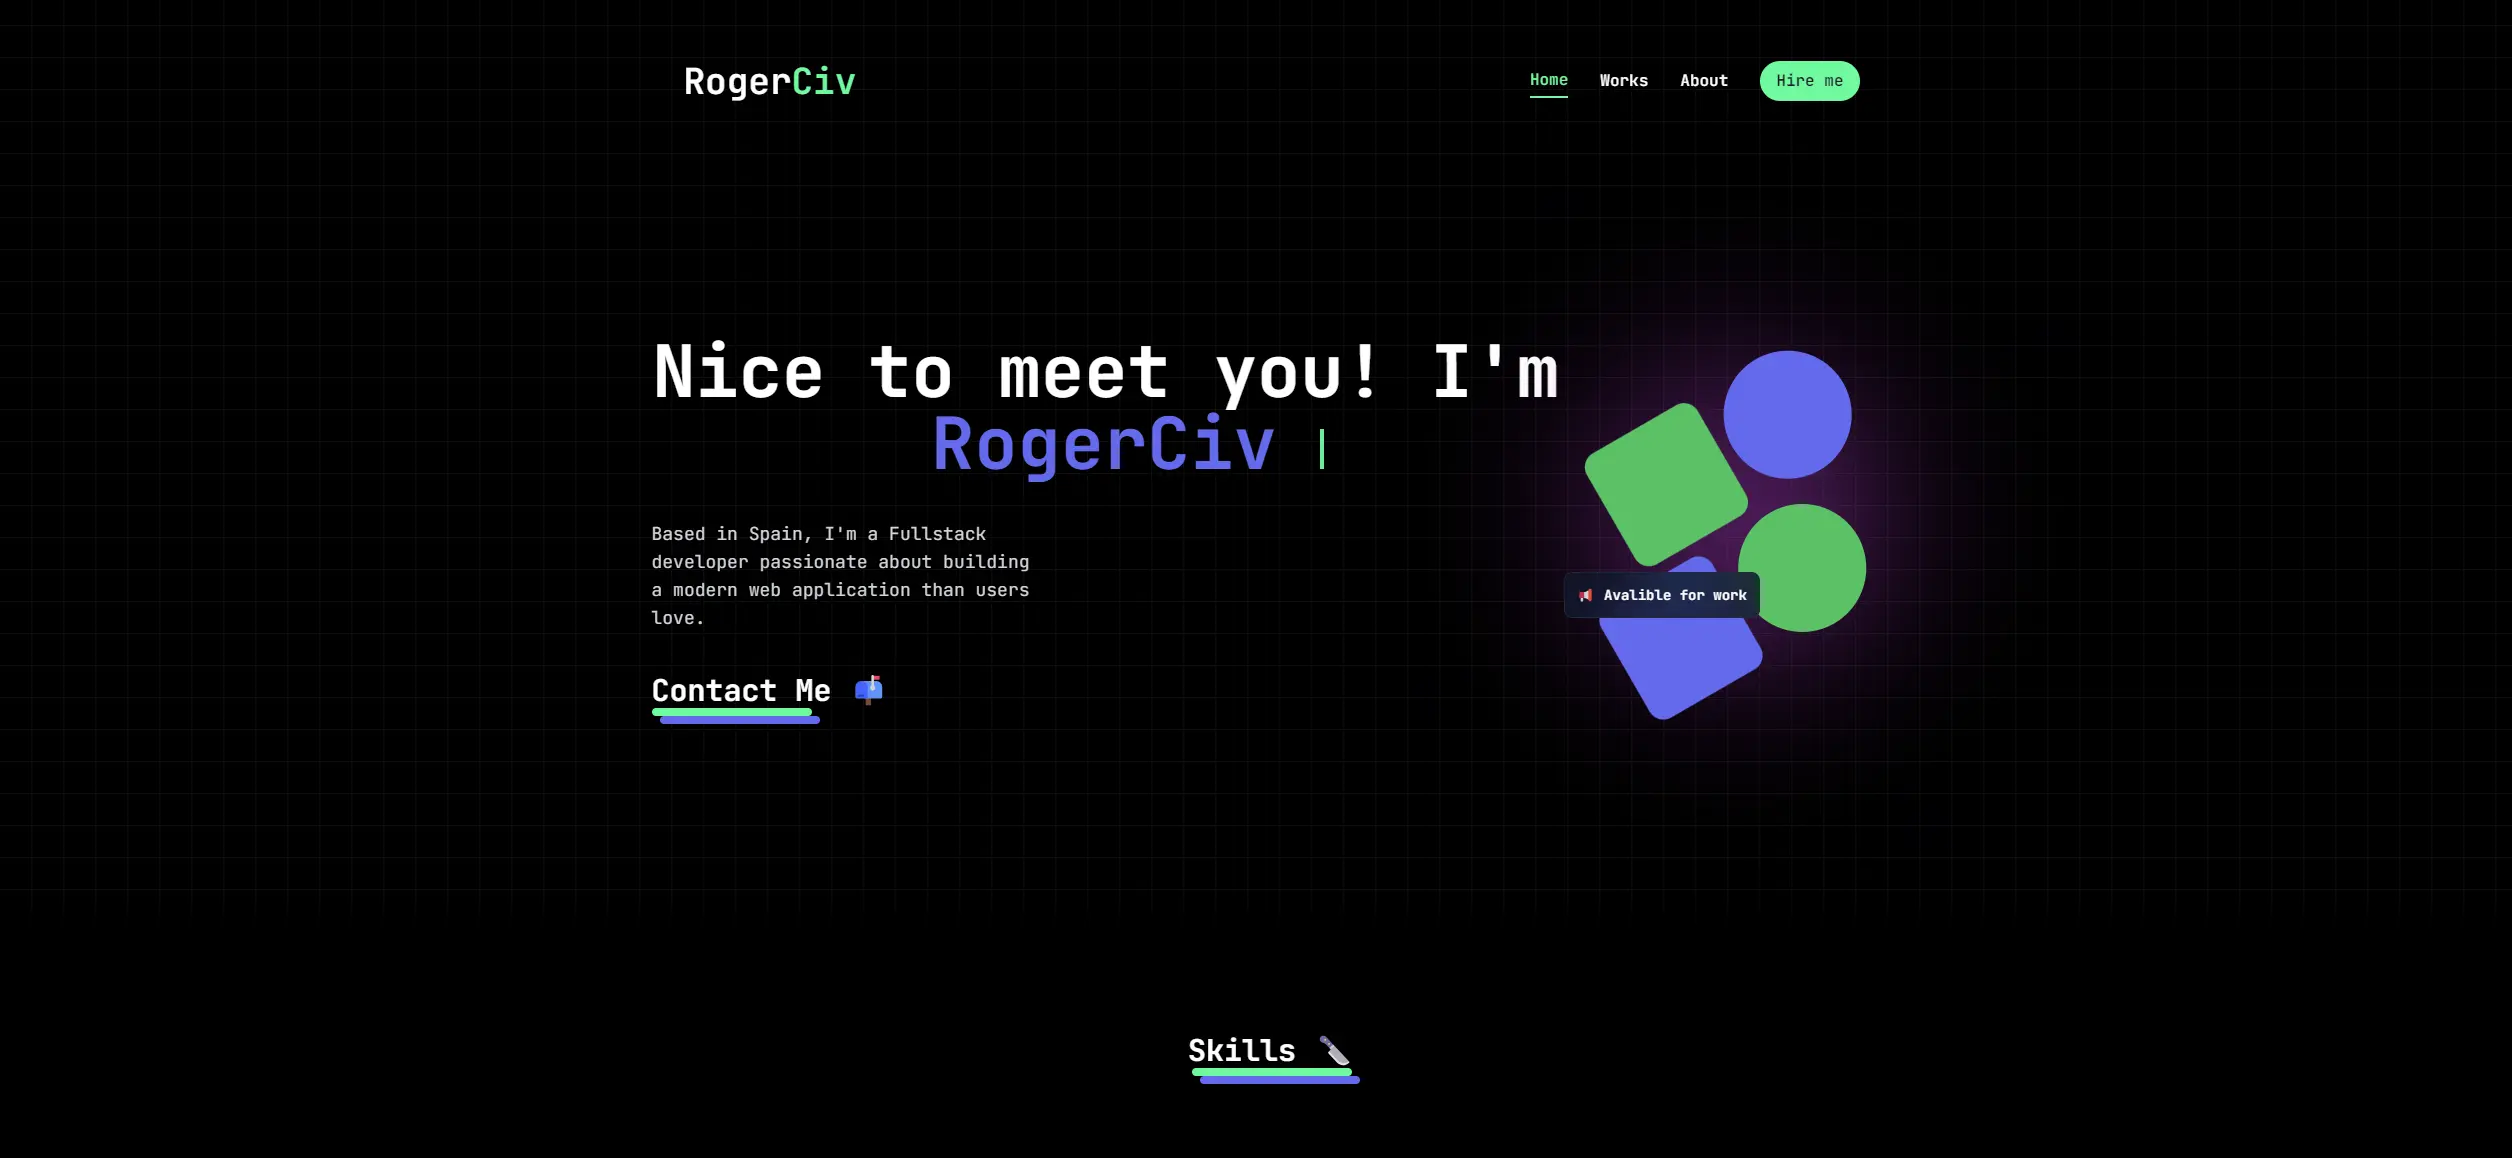 RogerCiv
Home Works About Hire me
Nice to meet you! I'm
RogerCiv
Based in Spain, I'm a Fullstack
developer passionate about building
a modern web application than users
love.
📢 Avalible for work
Contact Me 📫
Skills 🔪